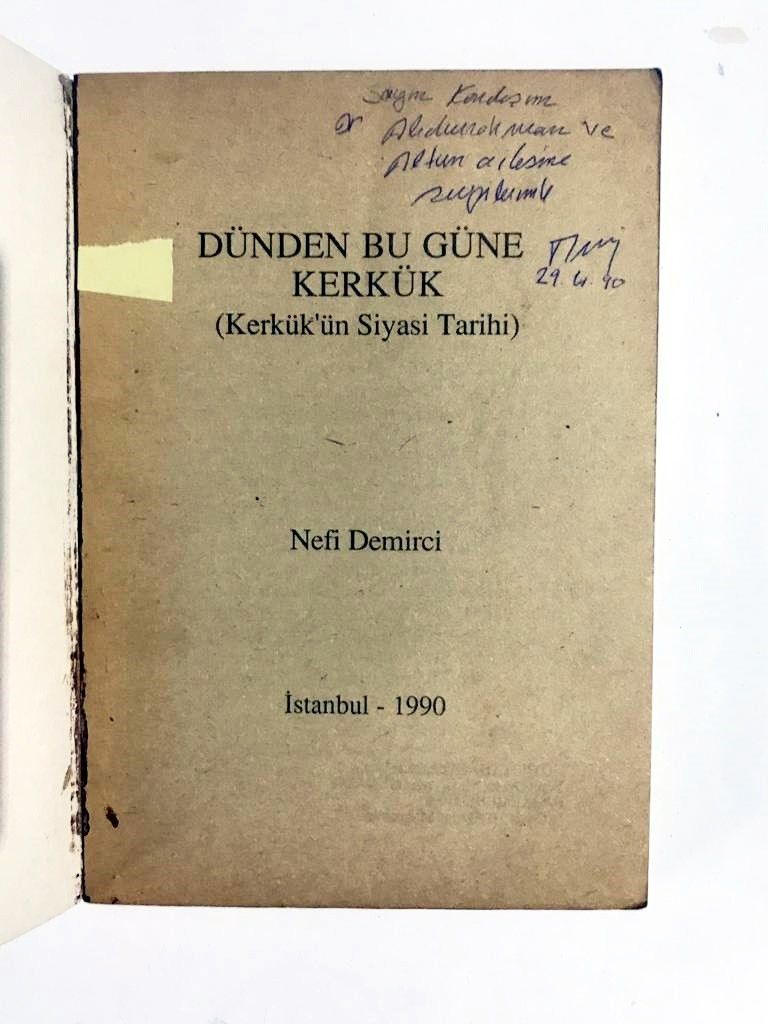 Sayın Kardeşim
Dr Abdurrahman ve
Altun ailesine
sevgilerimle
29.4.90
DÜNDEN BU GÜNE
KERKÜK
(Kerkük'ün Siyasi Tarihi)
Nefi Demirci
İstanbul - 1990